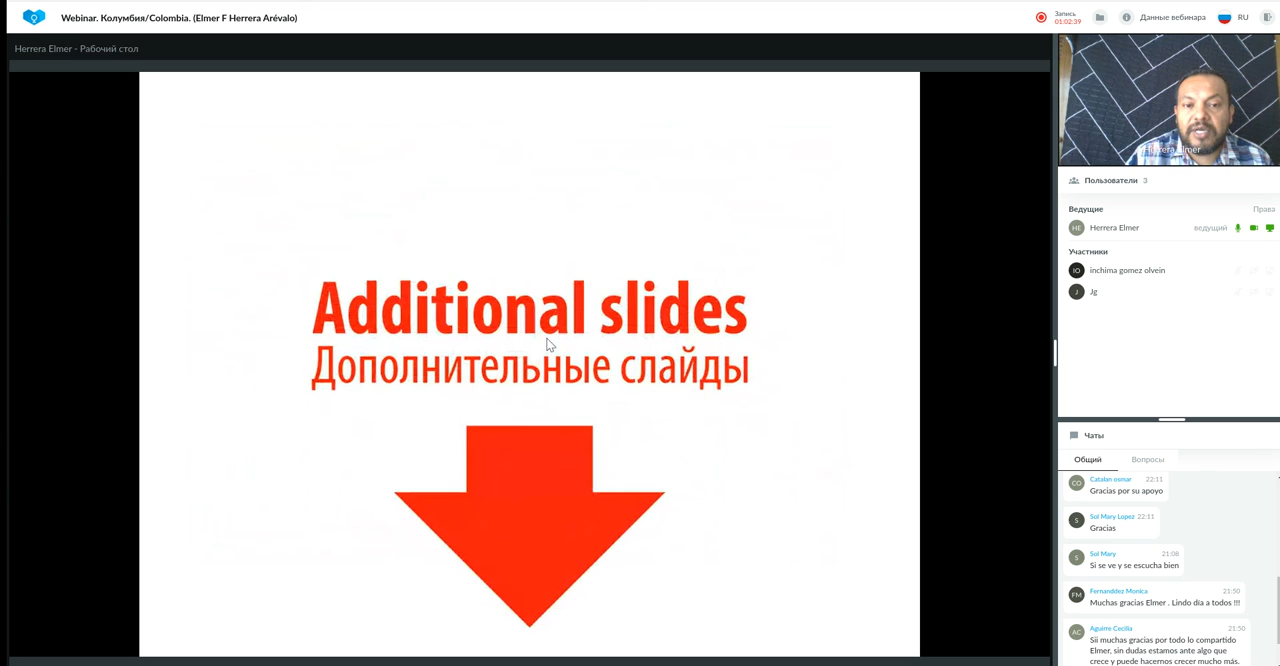 Webinar. Колумбия/Colombia. (Elmer F Herrera Arévalo)
Запись
01:02:39
Данные вебинара
RU
Herrera Elmer - Рабочий стол
Additional slides
Дополнительные слайды
Herrera Elmer
Пользователи 3
Ведущие Права
HE Herrera Elmer ведущий
Участники
IO inchima gomez olvein
J Jg
Чаты
Общий Вопросы
CO Catalan osmar 22:11
Gracias por su apoyo
S Sol Mary Lopez 22:11
Gracias
S Sol Mary 21:08
Si se ve y se escucha bien
FM Fernanddez Monica 21:50
Muchas gracias Elmer . Lindo día a todos !!!
AC Aguirre Cecilia 21:50
Sii muchas gracias por todo lo compartido
Elmer, sin dudas estamos ante algo que
crece y puede hacernos crecer mucho más.